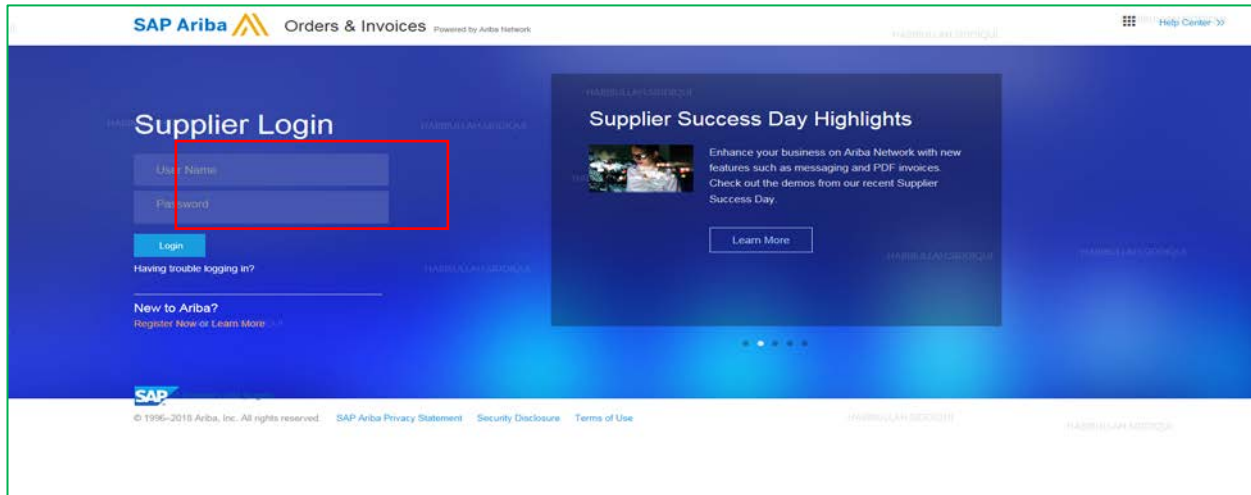 SAP Ariba Orders & Invoices Powered by Ariba Network
Help Center >>
Supplier Login
User Name
Password
Login
Having trouble logging in?
New to Ariba?
Register Now or Learn More
Supplier Success Day Highlights
Enhance your business on Ariba Network with new
features such as messaging and PDF invoices.
Check out the demos from our recent Supplier
Success Day.
Learn More
SAP
© 1996–2018 Ariba, Inc. All rights reserved. SAP Ariba Privacy Statement Security Disclosure Terms of Use